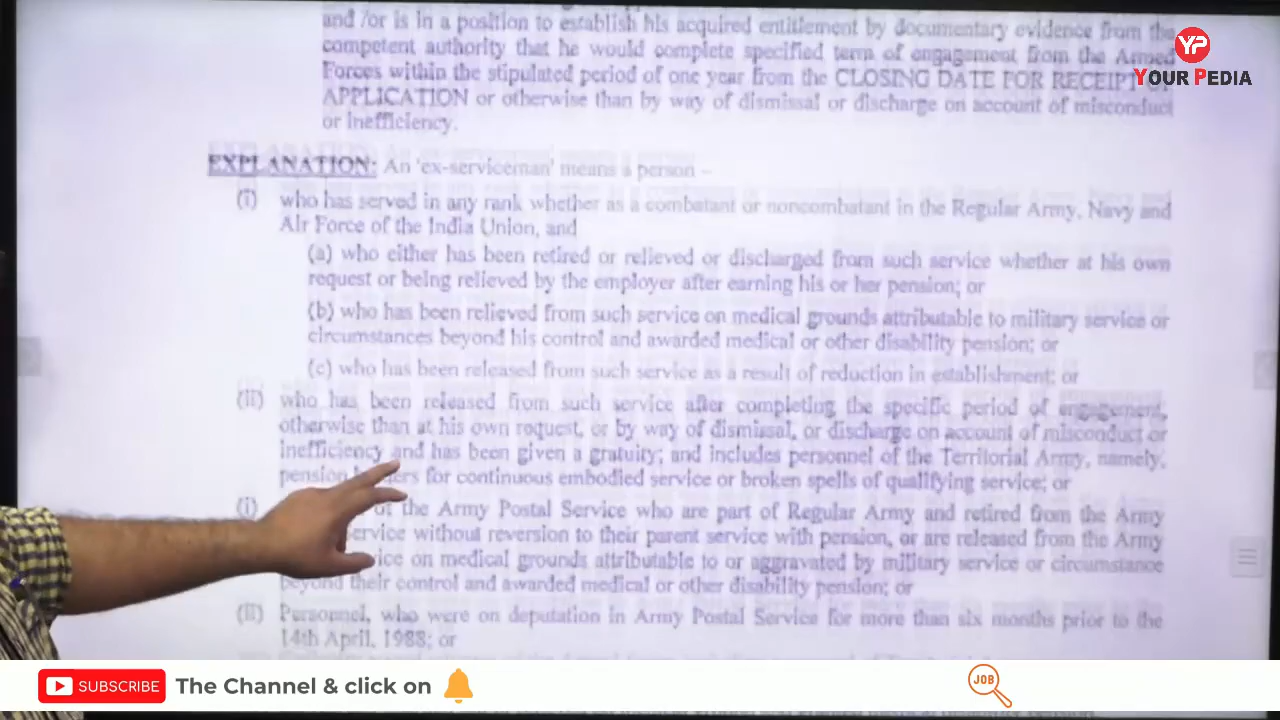 and /or is in a position to establish his acquired entitlement by documentary evidence from the
competent authority that he would complete specified term of engagement from the Armed
Forces within the stipulated period of one year from the CLOSING DATE FOR RECEIPT OF
APPLICATION or otherwise than by way of dismissal or discharge on account of misconduct
or inefficiency.
YP
YOUR PEDIA
EXPLANATION: An 'ex-serviceman' means a person –
(i) who has served in any rank whether as a combatant or noncombatant in the Regular Army, Navy and
Air Force of the India Union, and
(a) who either has been retired or relieved or discharged from such service whether at his own
request or being relieved by the employer after earning his or her pension; or
(b) who has been relieved from such service on medical grounds attributable to military service or
circumstances beyond his control and awarded medical or other disability pension; or
(c) who has been released from such service as a result of reduction in establishment; or
(ii) who has been released from such service after completing the specific period of engagement,
otherwise than at his own request, or by way of dismissal, or discharge on account of misconduct or
inefficiency and has been given a gratuity; and includes personnel of the Territorial Army, namely,
pension for continuous embodied service or broken spells of qualifying service; or
(i) of the Army Postal Service who are part of Regular Army and retired from the Army
service without reversion to their parent service with pension, or are released from the Army
on medical grounds attributable to or aggravated by military service or circumstance
beyond their control and awarded medical or other disability pension; or
(ii) Personnel, who were on deputation in Army Postal Service for more than six months prior to the
14th April, 1988; or
SUBSCRIBE The Channel & click on
JOB